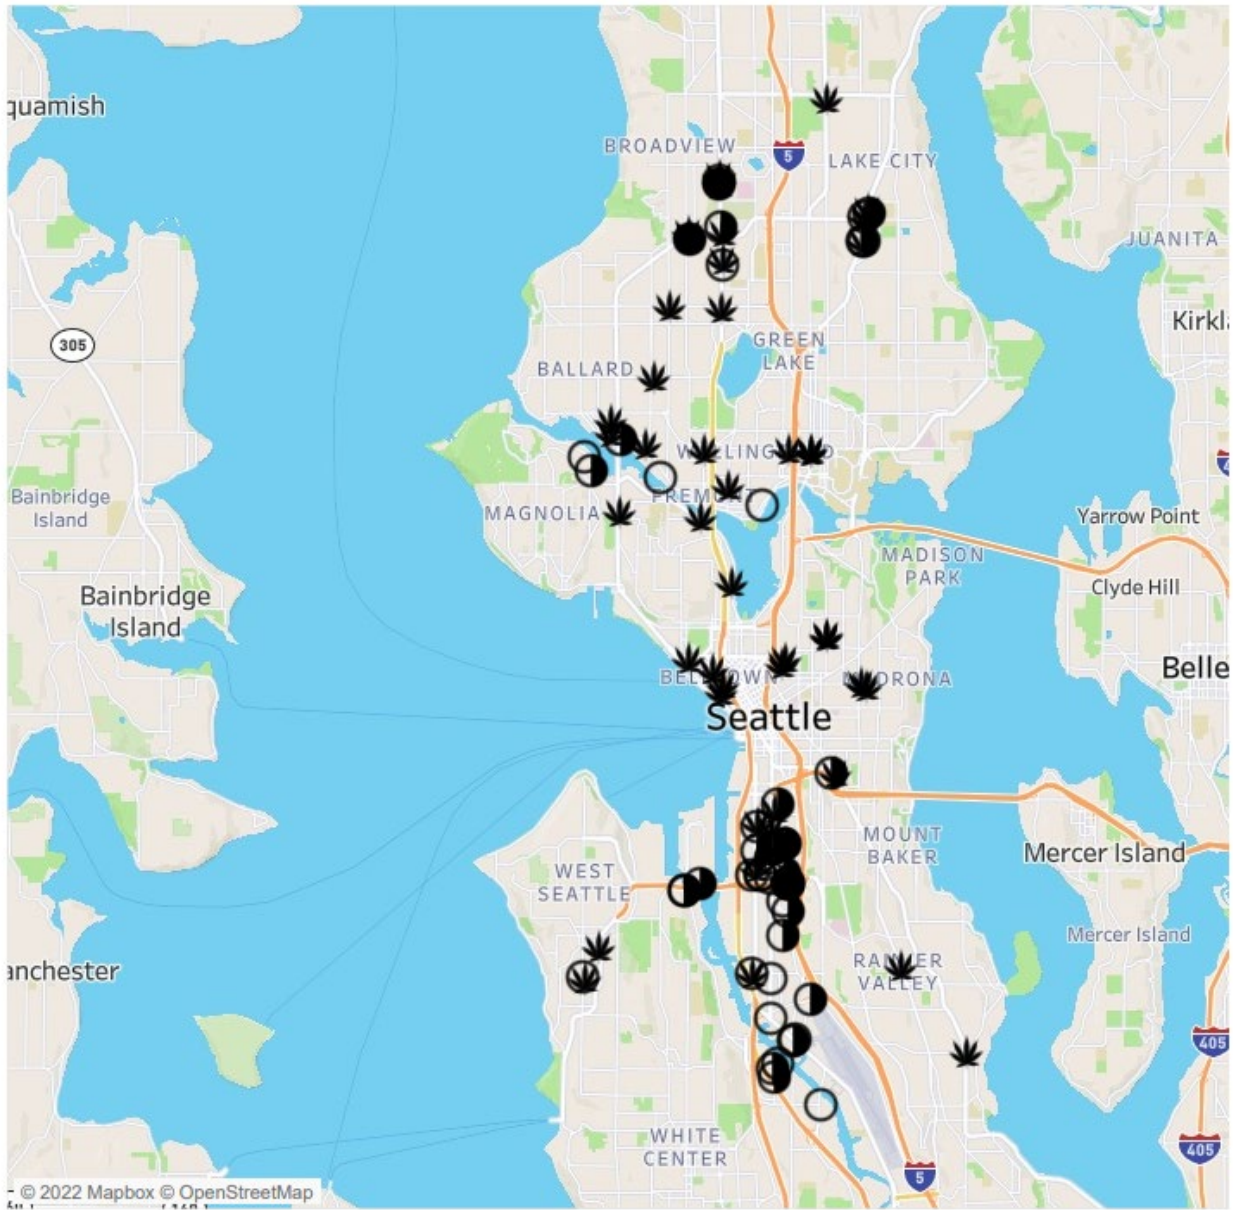 quamish
BROADVIEW
5
LAKE CITY
JUANITA
305
Kirkl
GREEN
LAKE
BALLARD
Bainbridge
Island
FREMONT
MAGNOLIA
Yarrow Point
MADISON
PARK
Clyde Hill
Bainbridge
Island
Belle
Seattle
MOUNT
BAKER
Mercer Island
WEST
SEATTLE
Mercer Island
anchester
VALLEY
405
WHITE
CENTER
405
5
© 2022 Mapbox © OpenStreetMap